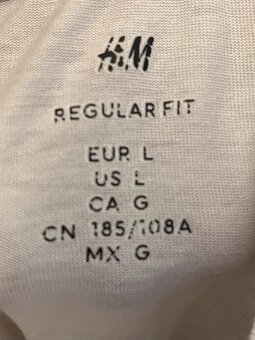 H&M
REGULAR FIT
EUR L
US L
CA G
CN 185/108A
MX G